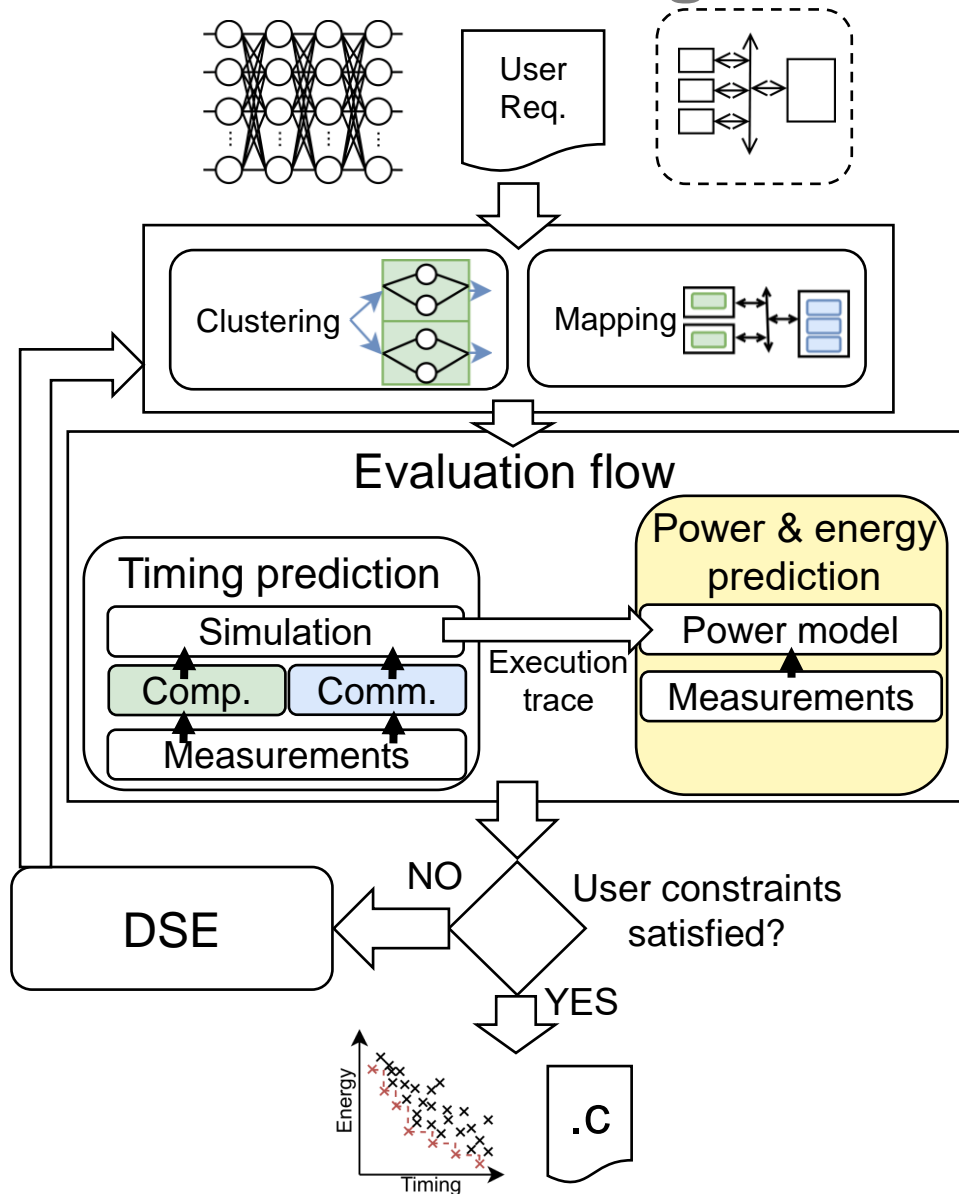 User
Req.
Clustering
Mapping
Evaluation flow
Timing prediction
Simulation
Comp.
Comm.
Measurements
Execution
trace
Power & energy
prediction
Power model
Measurements
NO
User constraints
satisfied?
DSE
YES
Energy
Timing
.c